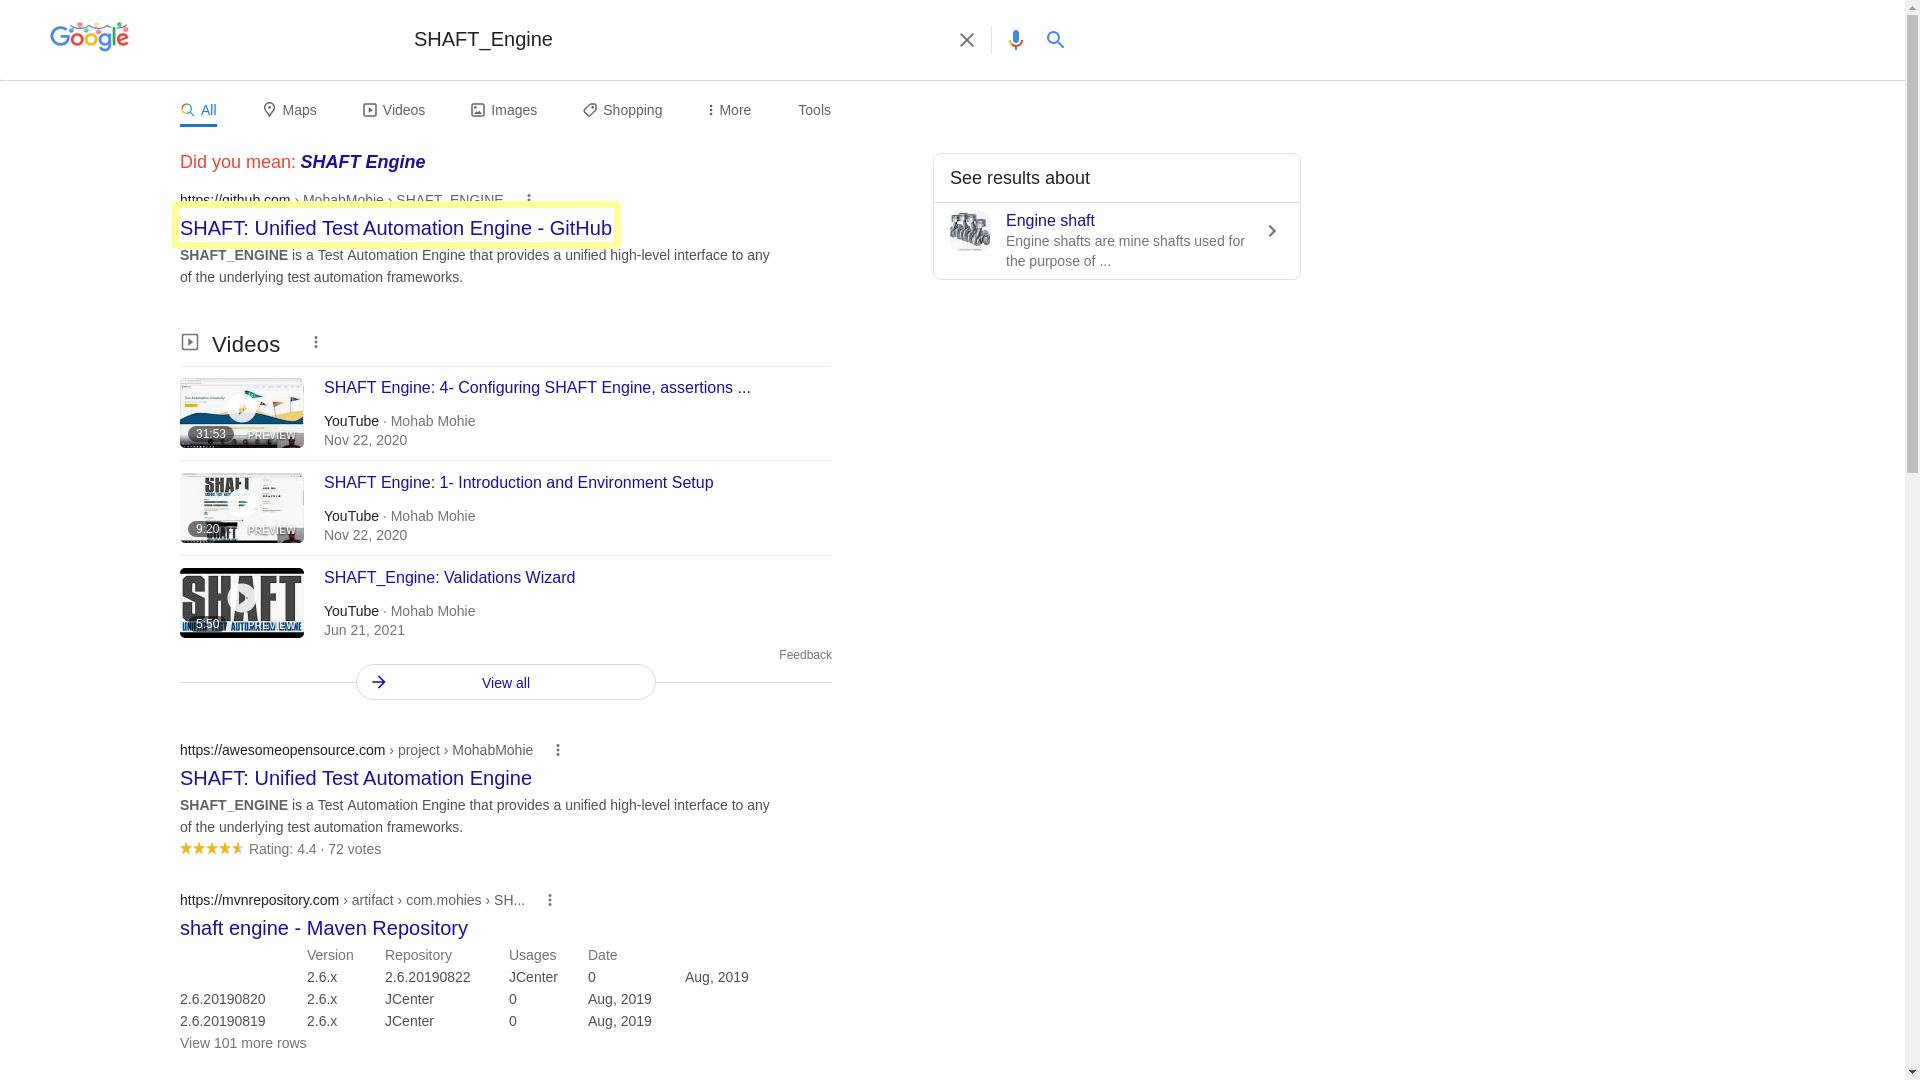 Google
SHAFT_Engine
All
Maps
Videos
Images
Shopping
More
Tools
Did you mean: SHAFT Engine
https://github.com › MohabMohie › SHAFT_ENGINE
SHAFT: Unified Test Automation Engine - GitHub
SHAFT_ENGINE is a Test Automation Engine that provides a unified high-level interface to any
of the underlying test automation frameworks.
See results about
Engine shaft
Engine shafts are mine shafts used for
the purpose of ...
Videos
SHAFT Engine: 4- Configuring SHAFT Engine, assertions ...
31:53
PREVIEW
YouTube · Mohab Mohie
Nov 22, 2020
SHAFT
SHAFT Engine: 1- Introduction and Environment Setup
9:20
PREVIEW
YouTube · Mohab Mohie
Nov 22, 2020
SHAFT
SHAFT_Engine: Validations Wizard
5:50
PREVIEW
YouTube · Mohab Mohie
Jun 21, 2021
Feedback
View all
https://awesomeopensource.com › project › MohabMohie
SHAFT: Unified Test Automation Engine
SHAFT_ENGINE is a Test Automation Engine that provides a unified high-level interface to any
of the underlying test automation frameworks.
Rating: 4.4 · 72 votes
https://mvnrepository.com › artifact › com.mohies › SH...
shaft engine - Maven Repository
Version Repository Usages Date
2.6.x 2.6.20190822 JCenter 0 Aug, 2019
2.6.20190820 2.6.x JCenter 0 Aug, 2019
2.6.20190819 2.6.x JCenter 0 Aug, 2019
View 101 more rows